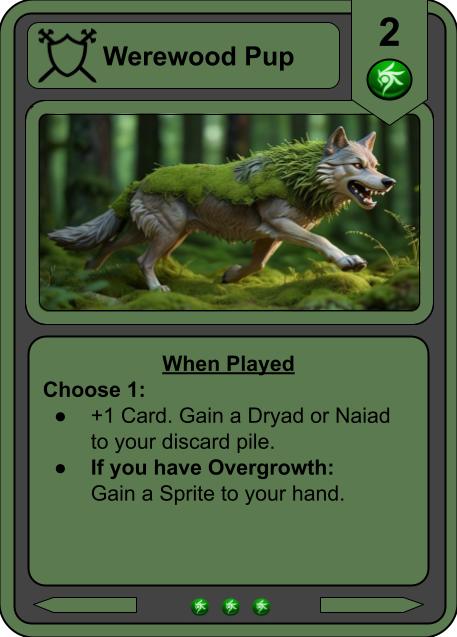 Werewood Pup
2
When Played
Choose 1:
● +1 Card. Gain a Dryad or Naiad
to your discard pile.
● If you have Overgrowth:
Gain a Sprite to your hand.